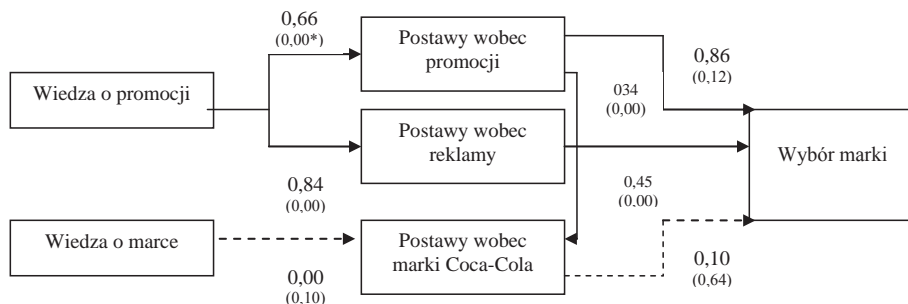 0,66
(0,00*)
Postawy wobec
promocji
0,86
(0,12)
Wiedza o promocji
034
(0,00)
Postawy wobec
reklamy
Wybór marki
0,84
(0,00)
0,45
(0,00)
Wiedza o marce
Postawy wobec
marki Coca-Cola
0,00
(0,10)
0,10
(0,64)